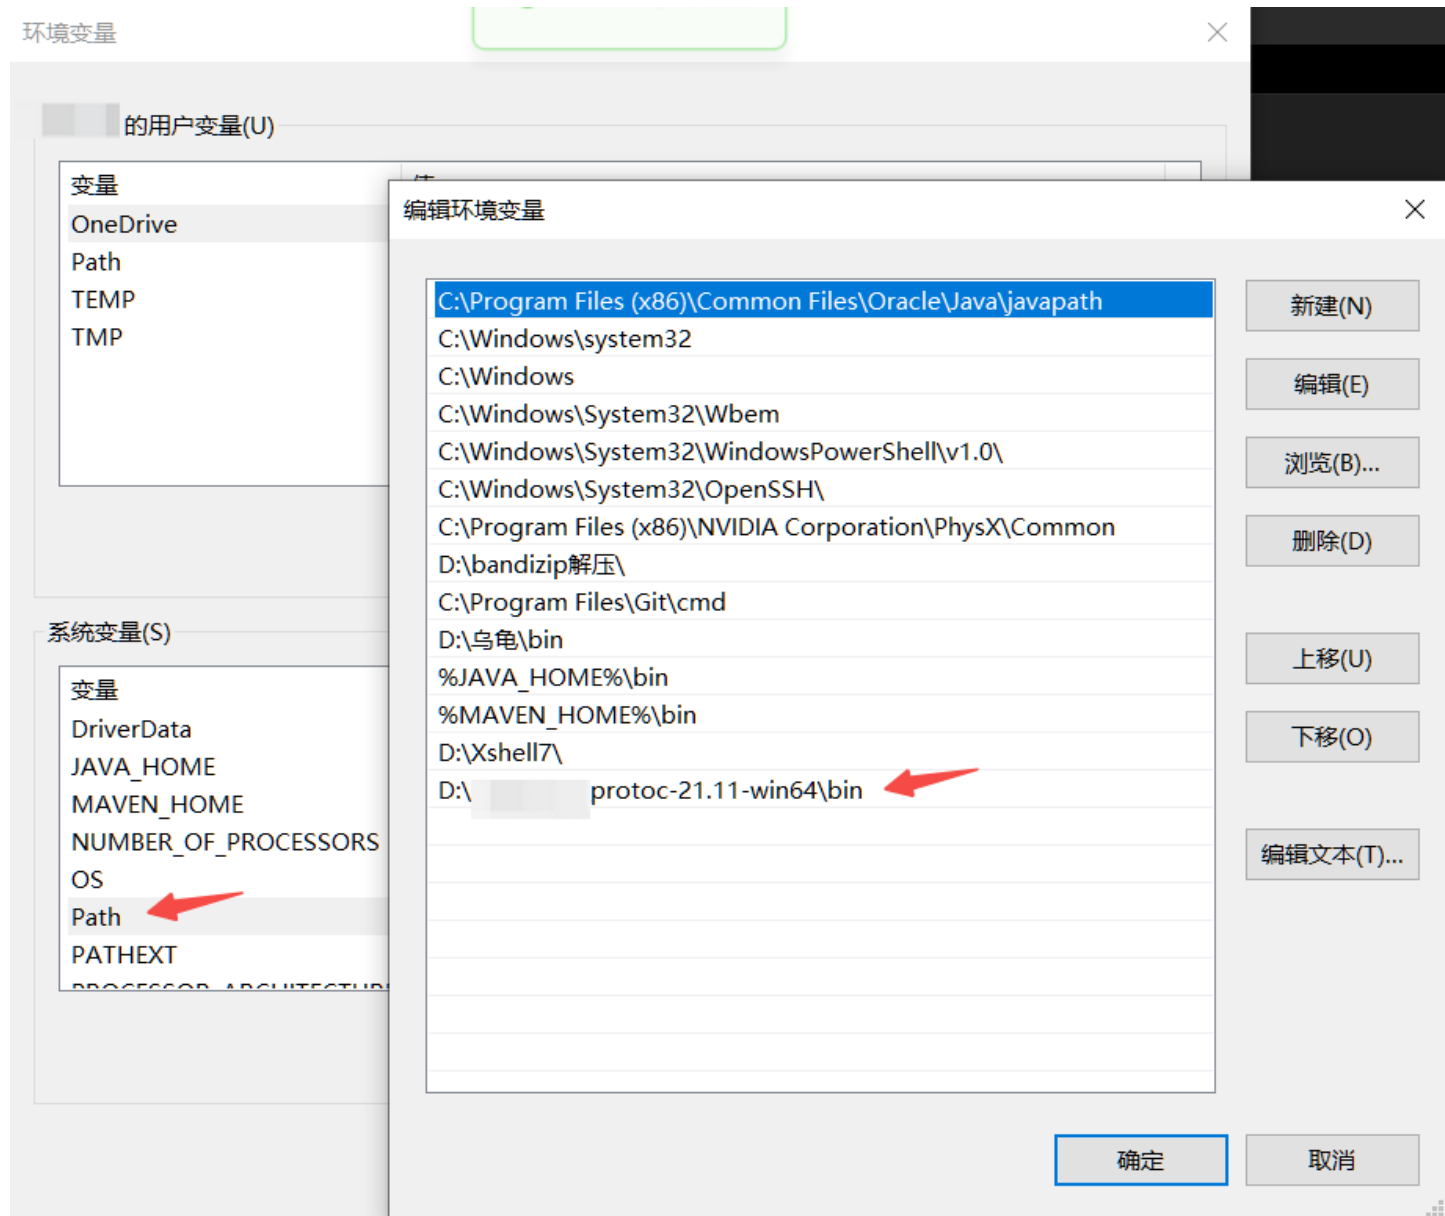 环境变量
的用户变量(U)
变量
OneDrive
Path
TEMP
TMP
系统变量(S)
变量
DriverData
JAVA_HOME
MAVEN_HOME
NUMBER_OF_PROCESSORS
OS
Path
PATHEXT
编辑环境变量
C:\Program Files (x86)\Common Files\Oracle\Java\javapath
C:\Windows\system32
C:\Windows
C:\Windows\System32\Wbem
C:\Windows\System32\WindowsPowerShell\v1.0\
C:\Windows\System32\OpenSSH\
C:\Program Files (x86)\NVIDIA Corporation\PhysX\Common
D:\bandizip解压\
C:\Program Files\Git\cmd
D:\乌龟\bin
%JAVA_HOME%\bin
%MAVEN_HOME%\bin
D:\Xshell7\
D:\ protoc-21.11-win64\bin
新建(N)
编辑(E)
浏览(B)...
删除(D)
上移(U)
下移(O)
编辑文本(T)...
确定
取消